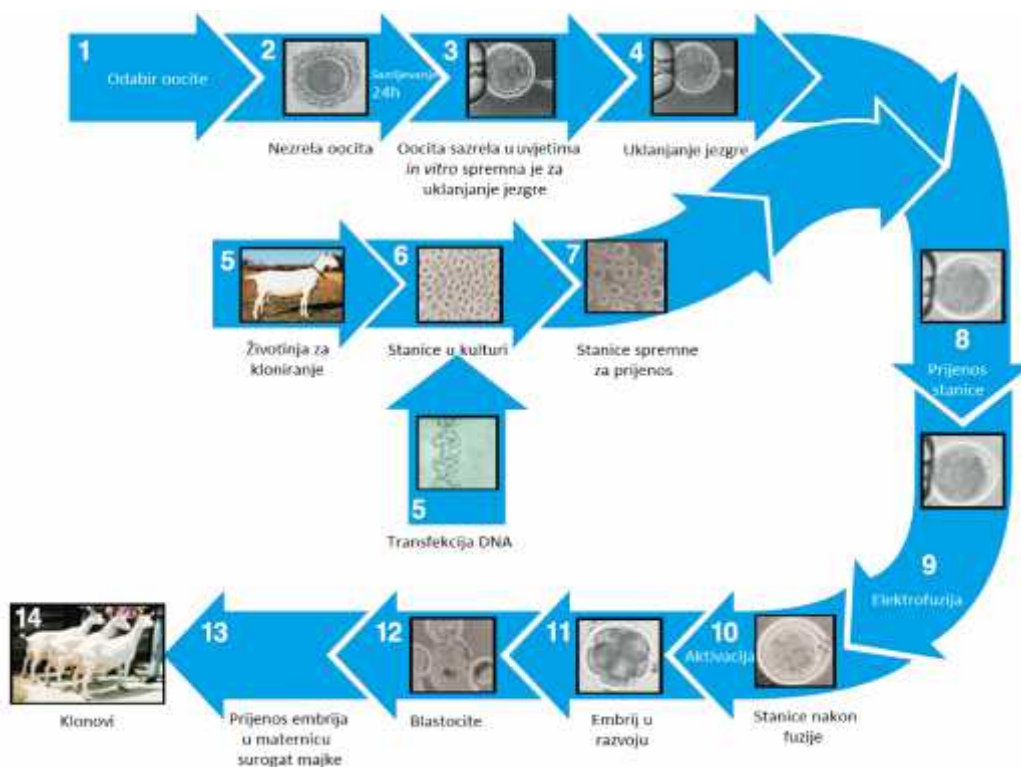 1
Odabir oocite
2
Nezrela oocita
Sazrijevanje
24h
3
Oocita sazrela u uvjetima
in vitro spremna je za
uklanjanje jezgre
4
Uklanjanje jezgre
5
Životinja za
kloniranje
6
Stanice u kulturi
7
Stanice spremne
za prijenos
5
Transfekcija DNA
8
Prijenos
stanice
9
Elektrofuzija
10
Aktivacija
Stanice nakon
fuzije
11
Embrij u
razvoju
12
Blastocite
13
Prijenos embrija
u maternicu
surogat majke
14
Klonovi